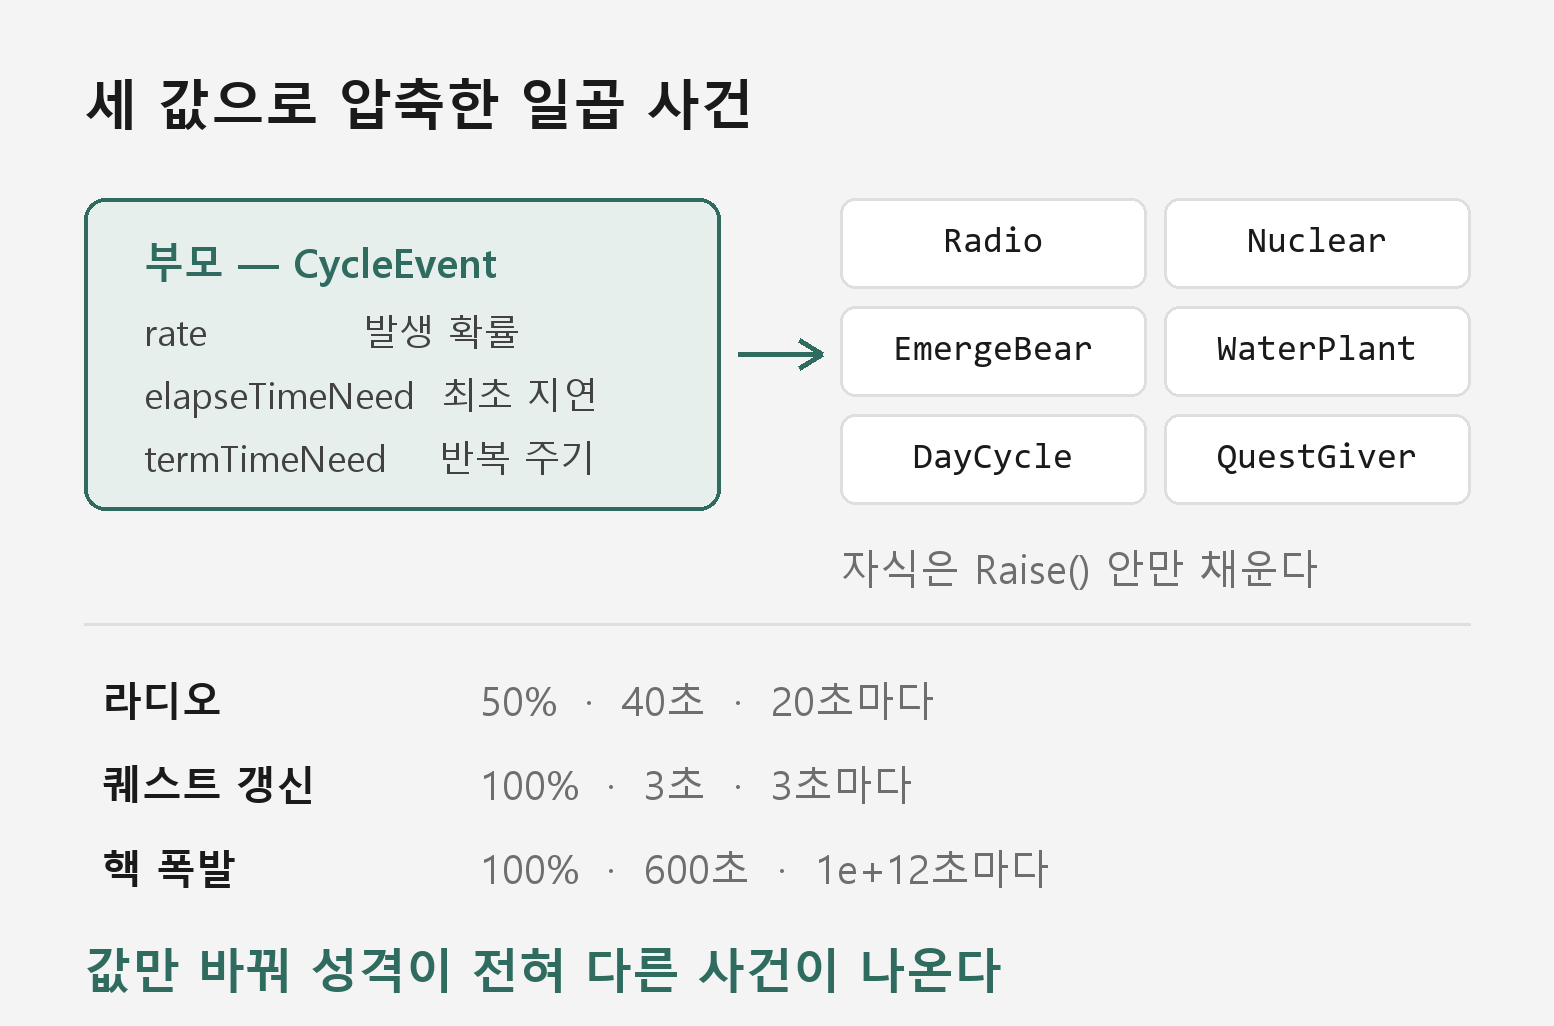 세 값으로 압축한 일곱 사건
부모 — CycleEvent
rate 발생 확률
elapseTimeNeed 최초 지연
termTimeNeed 반복 주기
Radio
Nuclear
EmergeBear
WaterPlant
DayCycle
QuestGiver
자식은 Raise() 안만 채운다
라디오 50% · 40초 · 20초마다
퀘스트 갱신 100% · 3초 · 3초마다
핵 폭발 100% · 600초 · 1e+12초마다
값만 바꿔 성격이 전혀 다른 사건이 나온다